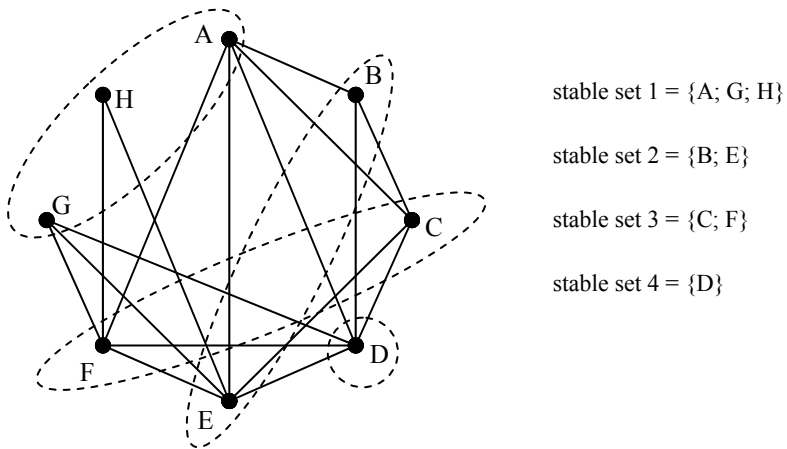 A
B
H
stable set 1 = {A; G; H}
stable set 2 = {B; E}
G
C
stable set 3 = {C; F}
stable set 4 = {D}
D
F
E